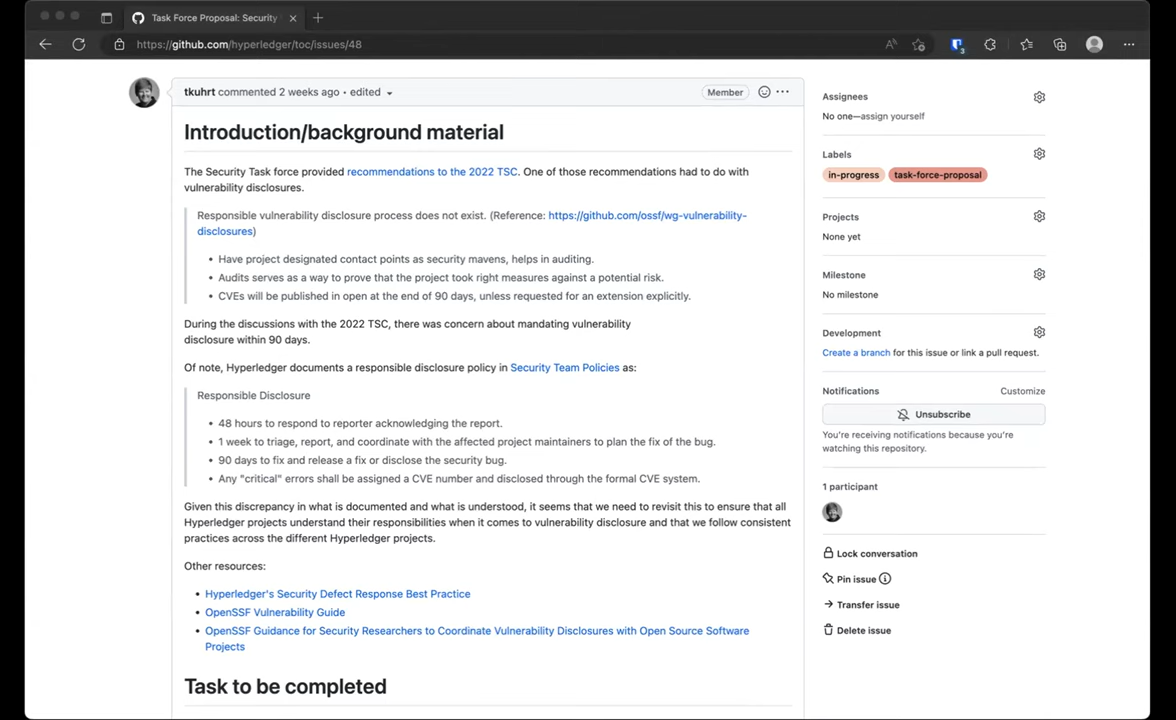 Task Force Proposal: Security
https://github.com/hyperledger/toc/issues/48
3
tkuhrt commented 2 weeks ago • edited
Member
Introduction/background material
The Security Task force provided recommendations to the 2022 TSC. One of those recommendations had to do with
vulnerability disclosures.
Responsible vulnerability disclosure process does not exist. (Reference: https://github.com/ossf/wg-vulnerability-
disclosures)
• Have project designated contact points as security mavens, helps in auditing.
• Audits serves as a way to prove that the project took right measures against a potential risk.
• CVEs will be published in open at the end of 90 days, unless requested for an extension explicitly.
During the discussions with the 2022 TSC, there was concern about mandating vulnerability
disclosure within 90 days.
Of note, Hyperledger documents a responsible disclosure policy in Security Team Policies as:
Responsible Disclosure
• 48 hours to respond to reporter acknowledging the report.
• 1 week to triage, report, and coordinate with the affected project maintainers to plan the fix of the bug.
• 90 days to fix and release a fix or disclose the security bug.
• Any "critical" errors shall be assigned a CVE number and disclosed through the formal CVE system.
Given this discrepancy in what is documented and what is understood, it seems that we need to revisit this to ensure that all
Hyperledger projects understand their responsibilities when it comes to vulnerability disclosure and that we follow consistent
practices across the different Hyperledger projects.
Other resources:
• Hyperledger's Security Defect Response Best Practice
• OpenSSF Vulnerability Guide
• OpenSSF Guidance for Security Researchers to Coordinate Vulnerability Disclosures with Open Source Software
Projects
Task to be completed
Assignees
No one—assign yourself
Labels
in-progress
task-force-proposal
Projects
None yet
Milestone
No milestone
Development
Create a branch for this issue or link a pull request.
Notifications
Customize
Unsubscribe
You're receiving notifications because you're
watching this repository.
1 participant
Lock conversation
Pin issue
Transfer issue
Delete issue